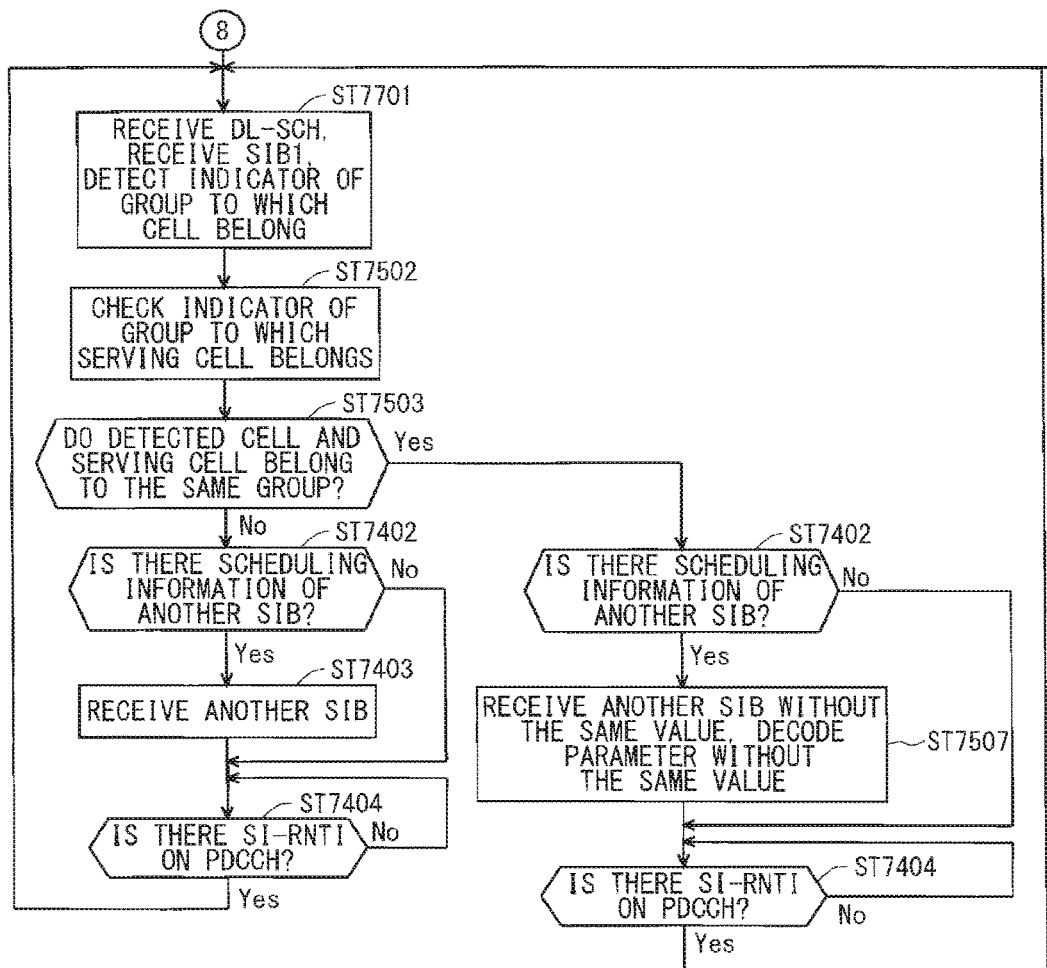 8
ST7701
RECEIVE DL-SCH,
RECEIVE SIB1,
DETECT INDICATOR OF
GROUP TO WHICH
CELL BELONG
ST7502
CHECK INDICATOR OF
GROUP TO WHICH
SERVING CELL BELONGS
ST7503
DO DETECTED CELL AND
SERVING CELL BELONG
TO THE SAME GROUP?
Yes
No
ST7402
IS THERE SCHEDULING
INFORMATION OF
ANOTHER SIB?
No
Yes
ST7403
RECEIVE ANOTHER SIB
ST7404
IS THERE SI-RNTI
ON PDCCH?
No
Yes
ST7402
IS THERE SCHEDULING
INFORMATION OF
ANOTHER SIB?
No
Yes
RECEIVE ANOTHER SIB WITHOUT
THE SAME VALUE, DECODE
PARAMETER WITHOUT
THE SAME VALUE
ST7507
ST7404
IS THERE SI-RNTI
ON PDCCH?
No
Yes